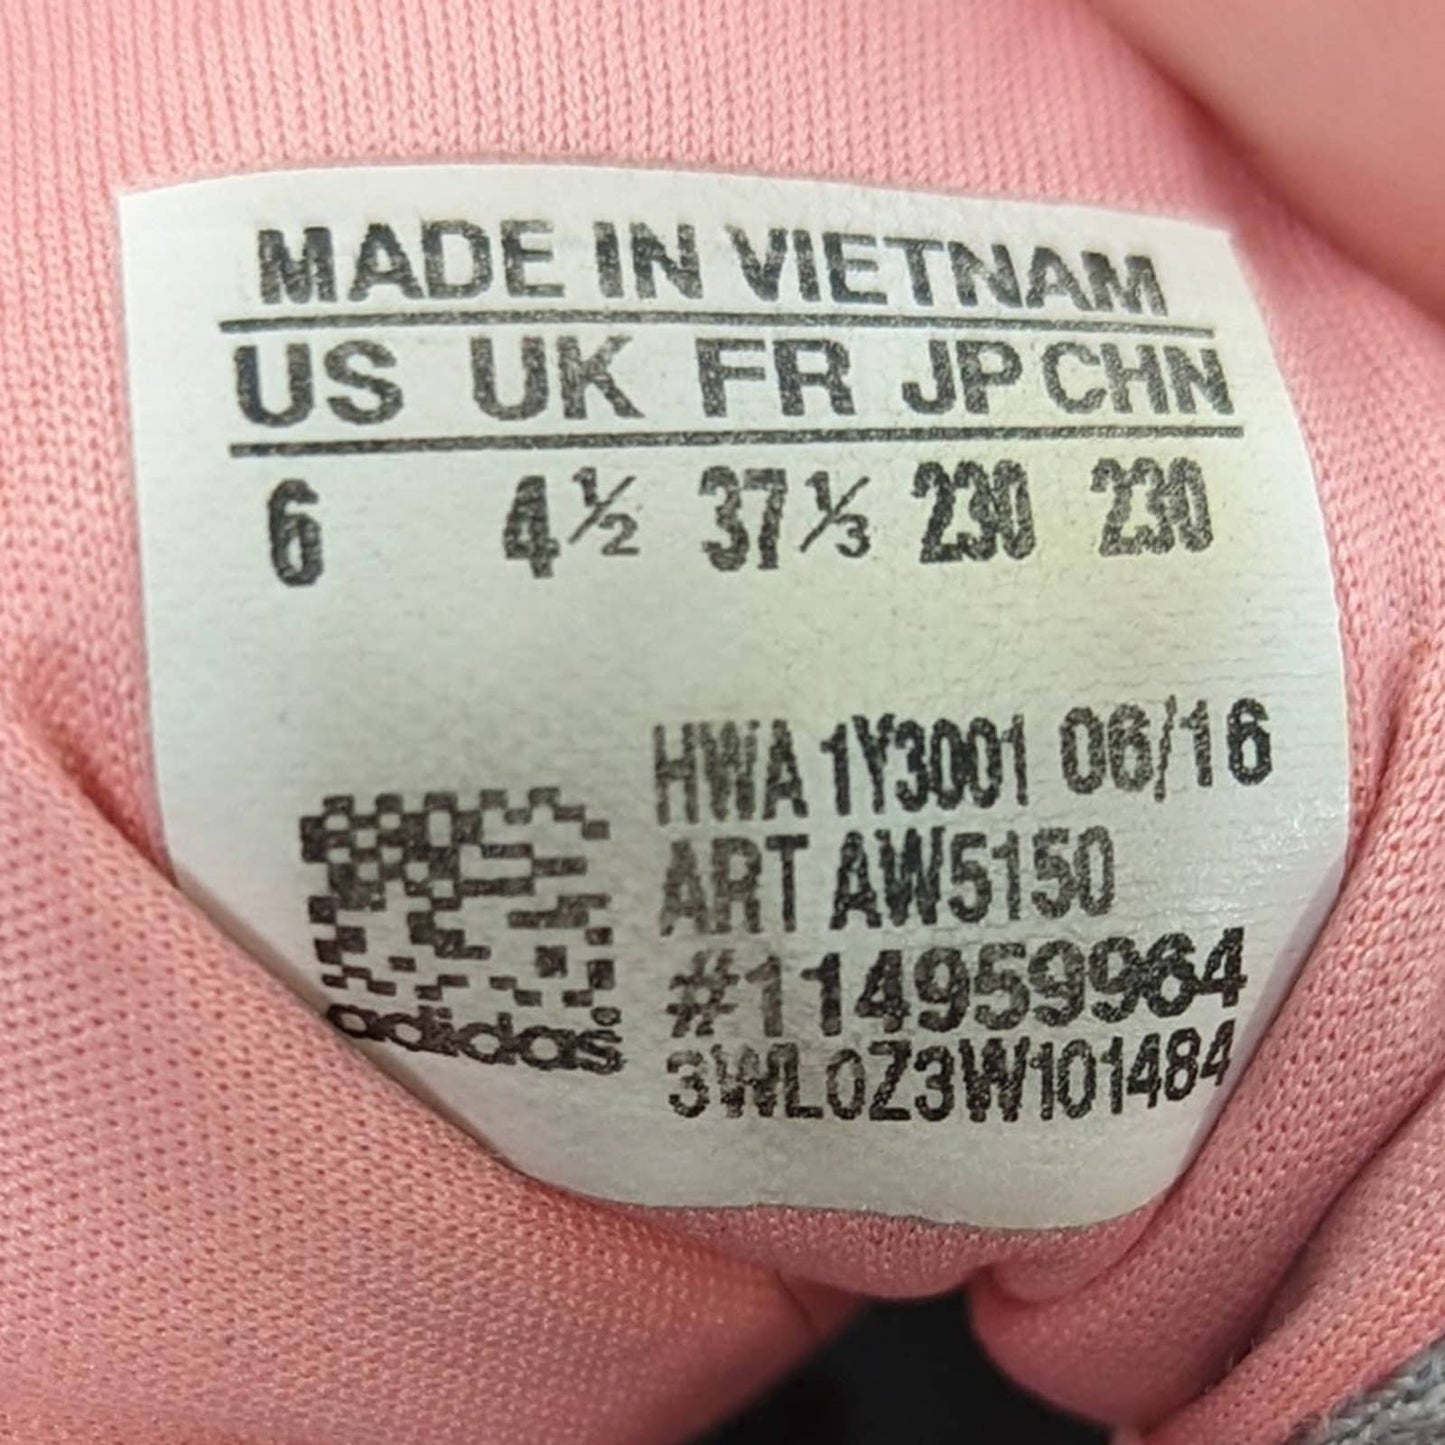 MADE IN VIETNAM
US UK FR JP CHN
6 4½ 37⅓ 230 230
HWA 1Y3001 06/16
ART AW5150
#114959964
3WL0Z3W101484
adidas®